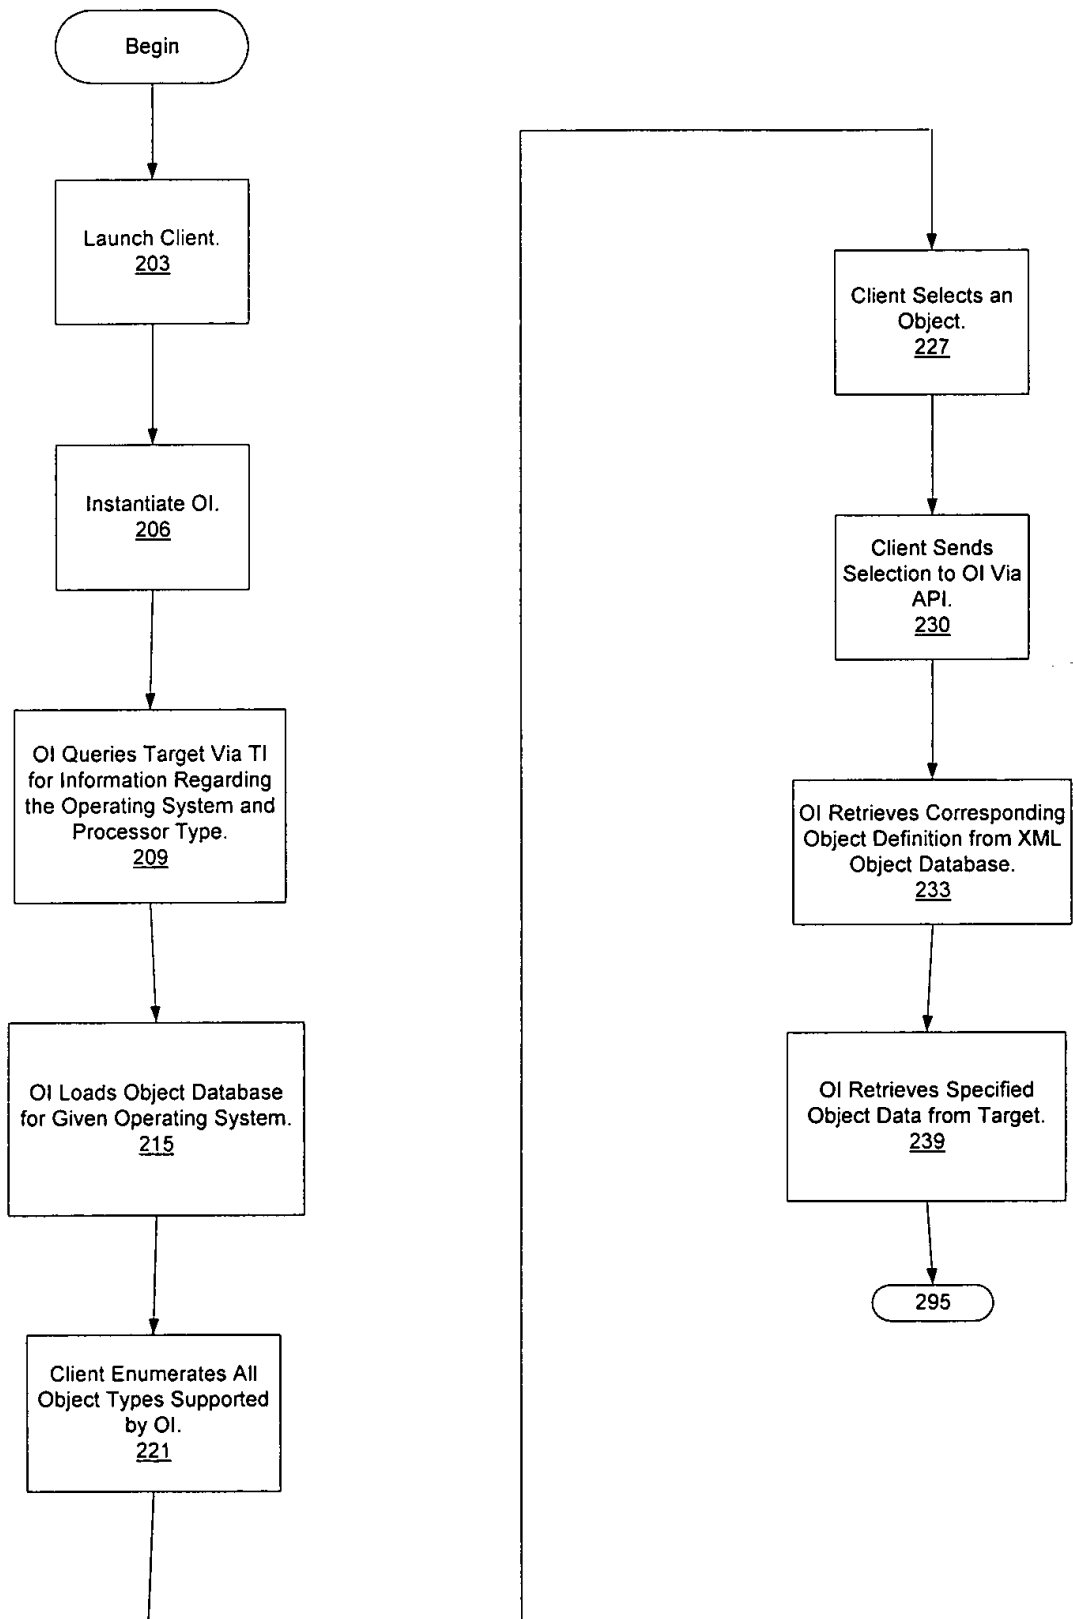 Begin
Launch Client.
203
Instantiate OI.
206
OI Queries Target Via TI
for Information Regarding
the Operating System and
Processor Type.
209
OI Loads Object Database
for Given Operating System.
215
Client Enumerates All
Object Types Supported
by OI.
221
Client Selects an
Object.
227
Client Sends
Selection to OI Via
API.
230
OI Retrieves Corresponding
Object Definition from XML
Object Database.
233
OI Retrieves Specified
Object Data from Target.
239
295